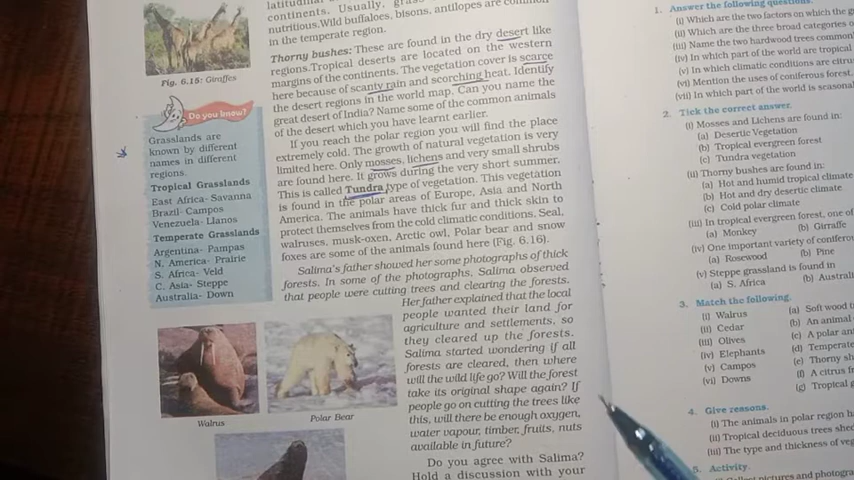 latitudinal
continents. Usually, grass
nutritious. Wild buffaloes, bisons, antilopes are common
in the temperate region.
Thorny bushes: These are found in the dry desert like
regions. Tropical deserts are located on the western
margins of the continents. The vegetation cover is scarce
here because of scanty rain and scorching heat. Identify
the desert regions in the world map. Can you name the
great desert of India? Name some of the common animals
of the desert which you have learnt earlier.
If you reach the polar region you will find the place
extremely cold. The growth of natural vegetation is very
limited here. Only mosses, lichens and very small shrubs
are found here. It grows during the very short summer.
This is called Tundra type of vegetation. This vegetation
is found in the polar areas of Europe, Asia and North
America. The animals have thick fur and thick skin to
protect themselves from the cold climatic conditions. Seal,
walruses, musk-oxen, Arctic owl, Polar bear and snow
foxes are some of the animals found here (Fig. 6.16).
Salima's father showed her some photographs of thick
forests. In some of the photographs, Salima observed
that people were cutting trees and clearing the forests.
Her father explained that the local
people wanted their land for
agriculture and settlements, so
they cleared up the forests.
Salima started wondering if all
forests are cleared, then where
will the wild life go? Will the forest
take its original shape again? If
people go on cutting the trees like
this, will there be enough oxygen,
water vapour, timber, fruits, nuts
available in future?
Do you agree with Salima?
Hold a discussion with your
Fig. 6.15: Giraffes
Do you know?
Grasslands are
known by different
names in different
regions.
Tropical Grasslands
East Africa- Savanna
Brazil- Campos
Venezuela- Llanos
Temperate Grasslands
Argentina- Pampas
N. America- Prairie
S. Africa- Veld
C. Asia- Steppe
Australia- Down
Walrus
Polar Bear
1. Answer the following questions.
(i) Which are the two factors on which the
(ii) Which are the three broad categories
(iii) Name the two hardwood trees
(iv) In which part of the world are tropical
(v) In which climatic conditions are
(vi) Mention the uses of coniferous forest.
(vii) In which part of the world is
2. Tick the correct answer.
(i) Mosses and Lichens are found in:
(a) Desertic Vegetation
(b) Tropical evergreen forest
(c) Tundra vegetation
(ii) Thorny bushes are found in:
(a) Hot and humid tropical climate
(b) Hot and dry desertic climate
(c) Cold polar climate
(iii) In tropical evergreen forest, one of
(a) Monkey (b) Giraffe
(iv) One important variety of
(a) Rosewood (b) Pine
(v) Steppe grassland is found in
(a) S. Africa (b)
3. Match the following.
(i) Walrus (a) Soft wood
(ii) Cedar (b) An animal
(iii) Olives (c) A polar
(iv) Elephants (d) Temperate
(v) Campos (e) Thorny
(vi) Downs (f) A citrus
(g) Tropical
4. Give reasons.
(i) The animals in polar region
(ii) Tropical deciduous trees
(iii) The type and thickness of
5. Activity.
pictures and